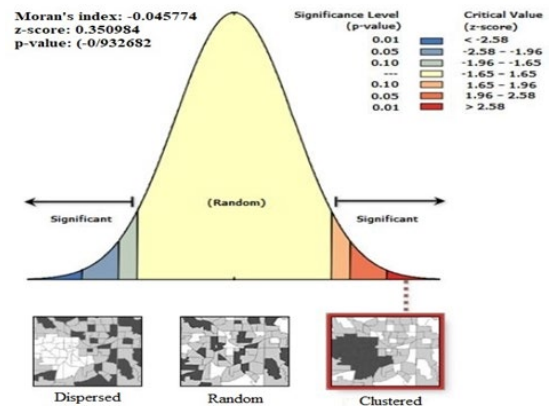 Moran's index: -0.045774
z-score: 0.350984
p-value: (-0/932682
Significance Level
(p-value)
Critical Value
(z-score)
0.01 < -2.58
0.05 -2.58 – -1.96
0.10 -1.96 – -1.65
--- -1.65 – 1.65
0.10 1.65 – 1.96
0.05 1.96 – 2.58
0.01 > 2.58
Significant
(Random)
Significant
Dispersed
Random
Clustered